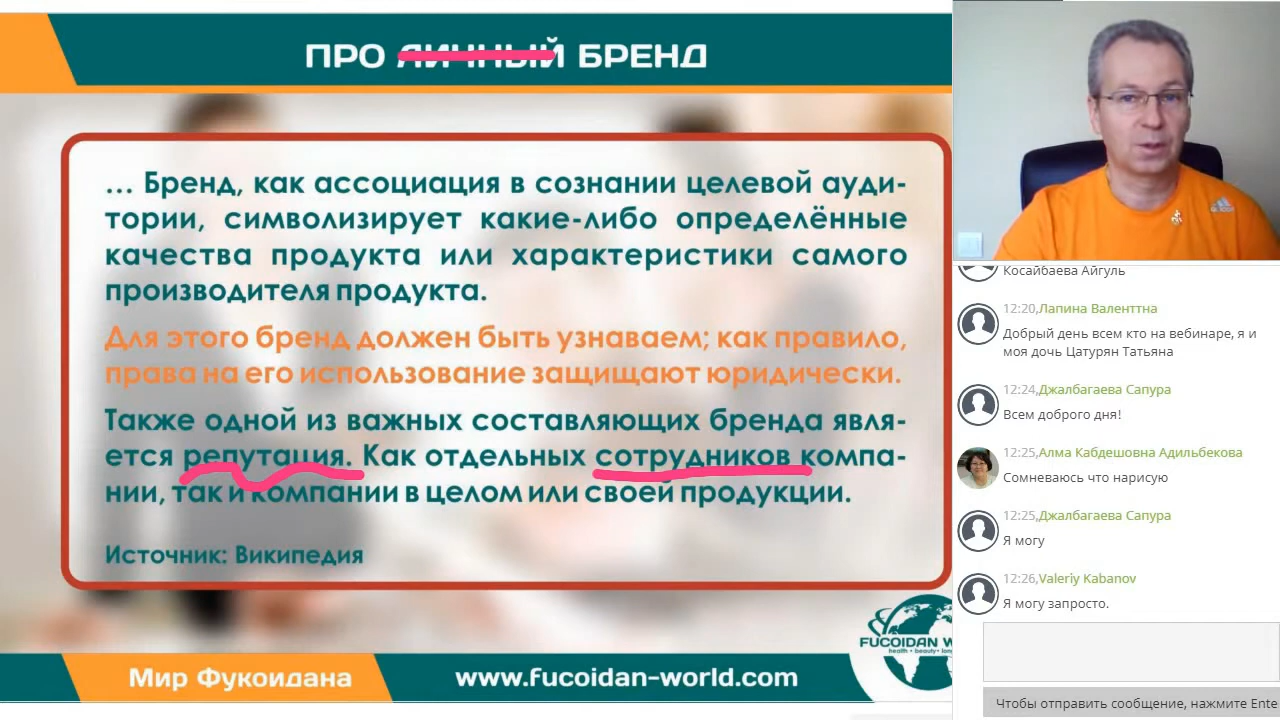 ПРО ЛИЧНЫЙ БРЕНД
... Бренд, как ассоциация в сознании целевой ауди-
тории, символизирует какие-либо определённые
качества продукта или характеристики самого
производителя продукта.
Для этого бренд должен быть узнаваем; как правило,
права на его использование защищают юридически.
Также одной из важных составляющих бренда явля-
ется репутация. Как отдельных сотрудников компа-
нии, так и компании в целом или своей продукции.
Источник: Википедия
FUCOIDAN W
health • beauty • lon
Мир Фукоидана
www.fucoidan-world.com
adidas
Косайбаева Айгуль
12:20, Лапина Валенттна
Добрый день всем кто на вебинаре, я и
моя дочь Цатурян Татьяна
12:24, Джалбагаева Сапура
Всем доброго дня!
12:25, Алма Кабдешовна Адильбекова
Сомневаюсь что нарисую
12:25, Джалбагаева Сапура
Я могу
12:26, Valeriy Kabanov
Я могу запросто.
Чтобы отправить сообщение, нажмите Ente